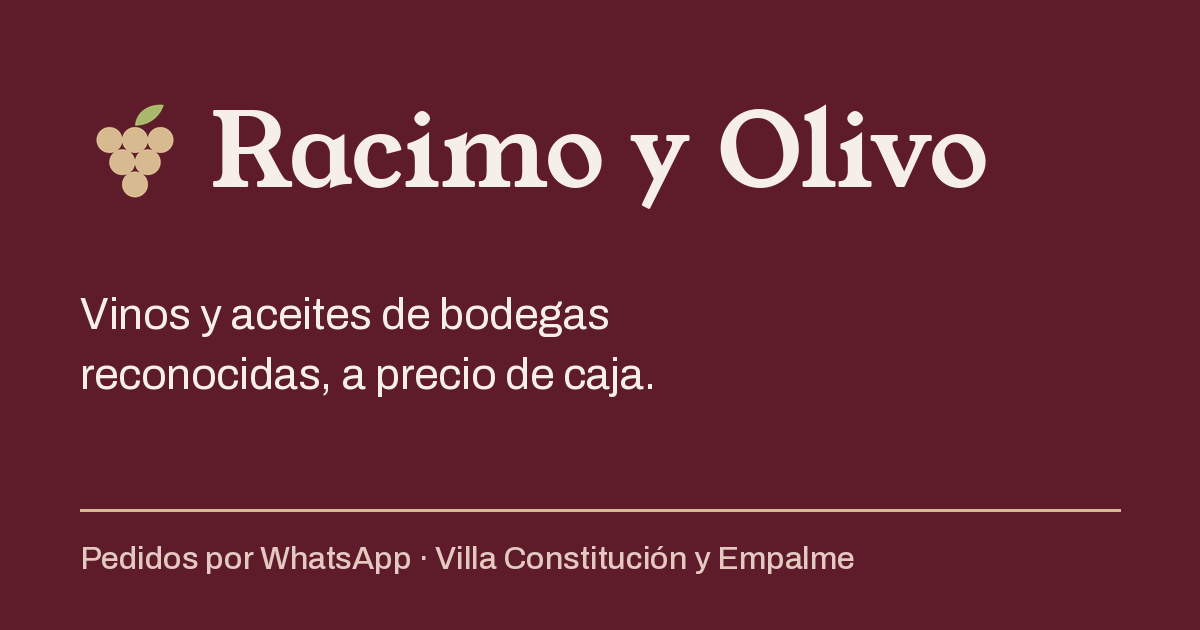 Racimo y Olivo
Vinos y aceites de bodegas
reconocidas, a precio de caja.
Pedidos por WhatsApp · Villa Constitución y Empalme